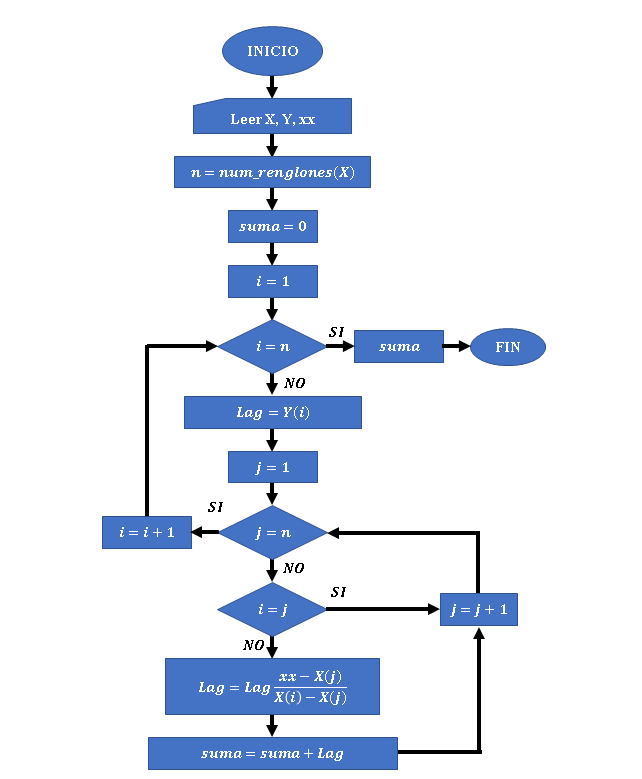 INICIO
Leer X, Y, xx
n = num_renglones(X)
suma = 0
i = 1
i = n
SI
suma
FIN
NO
Lag = Y(i)
j = 1
SI
i = i + 1
j = n
NO
i = j
SI
j = j + 1
NO
Lag = Lag \frac{xx − X(j)}{X(i) − X(j)}
suma = suma + Lag